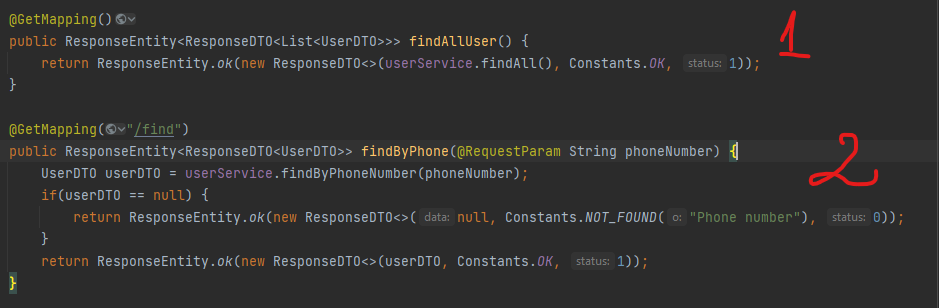 @GetMapping()
public ResponseEntity<ResponseDTO<List<UserDTO>>> findAllUser() {
return ResponseEntity.ok(new ResponseDTO<>(userService.findAll(), Constants.OK, status: 1));
}
1
@GetMapping("/find")
public ResponseEntity<ResponseDTO<UserDTO>> findByPhone(@RequestParam String phoneNumber) {
UserDTO userDTO = userService.findByPhoneNumber(phoneNumber);
if(userDTO == null) {
return ResponseEntity.ok(new ResponseDTO<>( data: null, Constants.NOT_FOUND( o: "Phone number"), status: 0));
}
return ResponseEntity.ok(new ResponseDTO<>(userDTO, Constants.OK, status: 1));
}
2